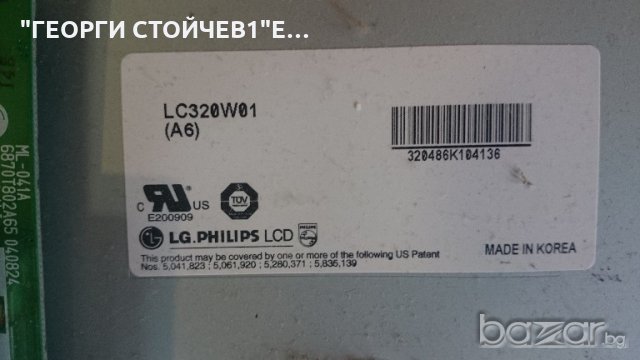 "ГЕОРГИ СТОЙЧЕВ1"Е...
LC320W01
(A6)
320486K104136
C RU US
E200909
TÜV
LG.PHILIPS LCD PHILIPS
This product may be covered by one or more of the following US Patent
Nos. 5,041,823 ; 5,061,920 ; 5,280,371 ; 5,835,139
MADE IN KOREA
ML-041A
6870T802A65 040824
bazar.bg